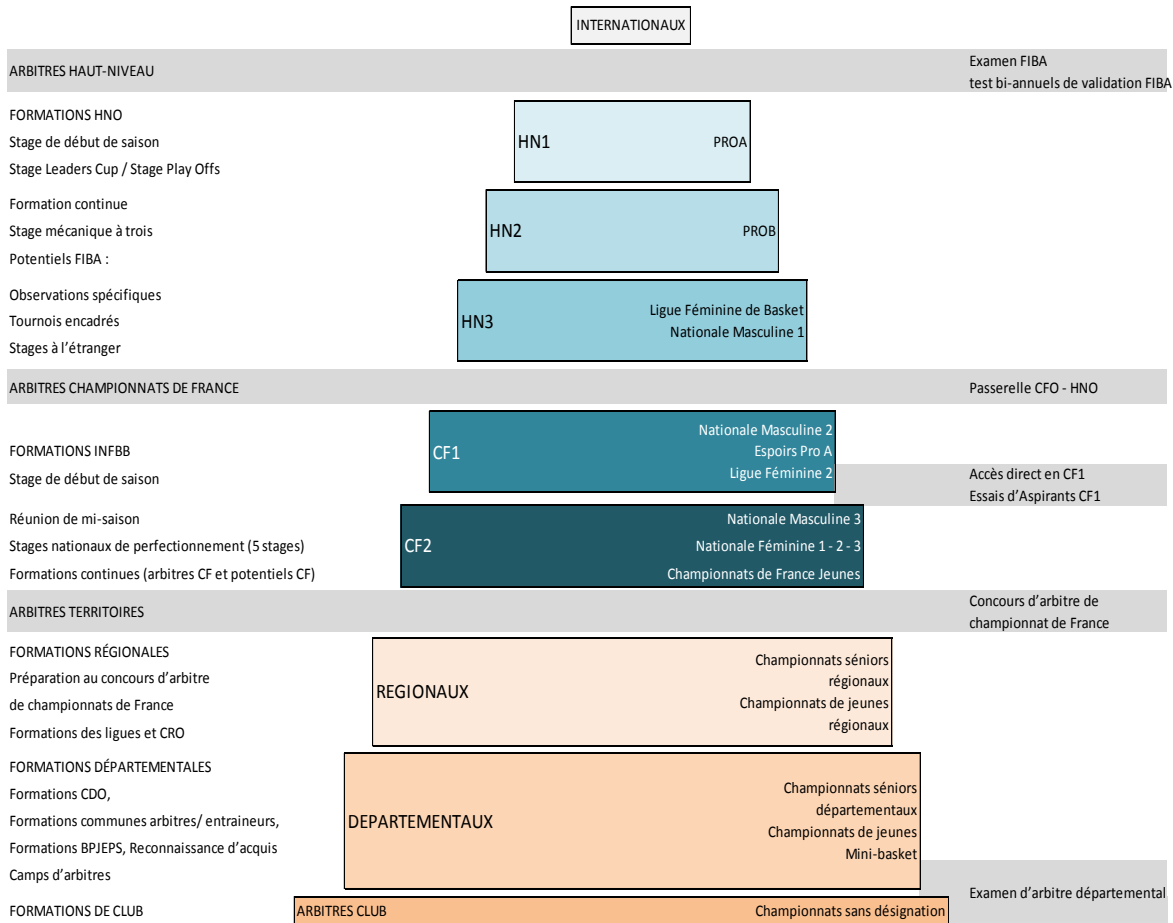 INTERNATIONAUX
ARBITRES HAUT-NIVEAU
Examen FIBA
test bi-annuels de validation FIBA
FORMATIONS HNO
Stage de début de saison
Stage Leaders Cup / Stage Play Offs
HN1
PROA
Formation continue
Stage mécanique à trois
Potentiels FIBA :
HN2
PROB
Observations spécifiques
Tournois encadrés
Stages à l'étranger
HN3
Ligue Féminine de Basket
Nationale Masculine 1
ARBITRES CHAMPIONNATS DE FRANCE
Passerelle CFO - HNO
FORMATIONS INFBB
Stage de début de saison
CF1
Nationale Masculine 2
Espoirs Pro A
Ligue Féminine 2
Accès direct en CF1
Essais d'Aspirants CF1
Réunion de mi-saison
Stages nationaux de perfectionnement (5 stages)
Formations continues (arbitres CF et potentiels CF)
CF2
Nationale Masculine 3
Nationale Féminine 1 - 2 - 3
Championnats de France Jeunes
ARBITRES TERRITOIRES
Concours d'arbitre de
championnat de France
FORMATIONS RÉGIONALES
Préparation au concours d'arbitre
de championnats de France
Formations des ligues et CRO
REGIONAUX
Championnats séniors
régionaux
Championnats de jeunes
régionaux
FORMATIONS DÉPARTEMENTALES
Formations CDO,
Formations communes arbitres/ entraineurs,
Formations BPJEPS, Reconnaissance d'acquis
Camps d'arbitres
DEPARTEMENTAUX
Championnats séniors
départementaux
Championnats de jeunes
Mini-basket
Examen d'arbitre départemental
FORMATIONS DE CLUB
ARBITRES CLUB
Championnats sans désignation